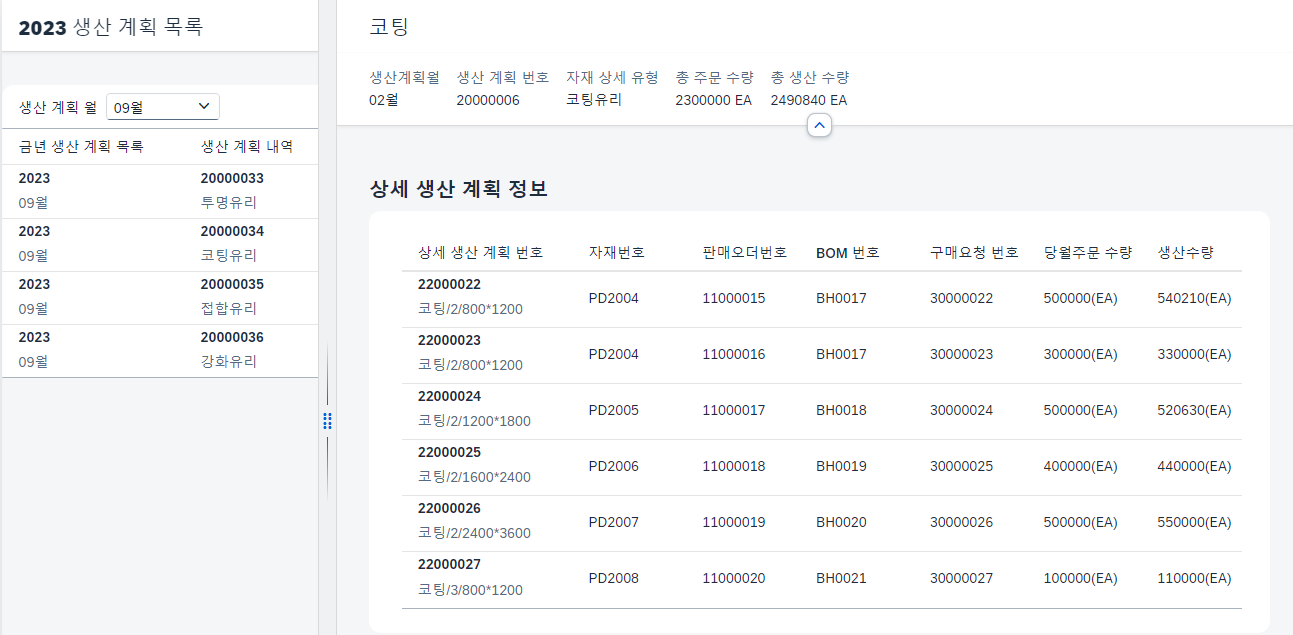 2023 생산 계획 목록
생산 계획 월 09월
금년 생산 계획 목록 생산 계획 내역
2023 20000033
09월 투명유리
2023 20000034
09월 코팅유리
2023 20000035
09월 접합유리
2023 20000036
09월 강화유리
코팅
생산계획월 생산 계획 번호 자재 상세 유형 총 주문 수량 총 생산 수량
02월 20000006 코팅유리 2300000 EA 2490840 EA
상세 생산 계획 정보
상세 생산 계획 번호 자재번호 판매오더번호 BOM 번호 구매요청 번호 당월주문 수량 생산수량
22000022
코팅/2/800*1200 PD2004 11000015 BH0017 30000022 500000(EA) 540210(EA)
22000023
코팅/2/800*1200 PD2004 11000016 BH0017 30000023 300000(EA) 330000(EA)
22000024
코팅/2/1200*1800 PD2005 11000017 BH0018 30000024 500000(EA) 520630(EA)
22000025
코팅/2/1600*2400 PD2006 11000018 BH0019 30000025 400000(EA) 440000(EA)
22000026
코팅/2/2400*3600 PD2007 11000019 BH0020 30000026 500000(EA) 550000(EA)
22000027
코팅/3/800*1200 PD2008 11000020 BH0021 30000027 100000(EA) 110000(EA)